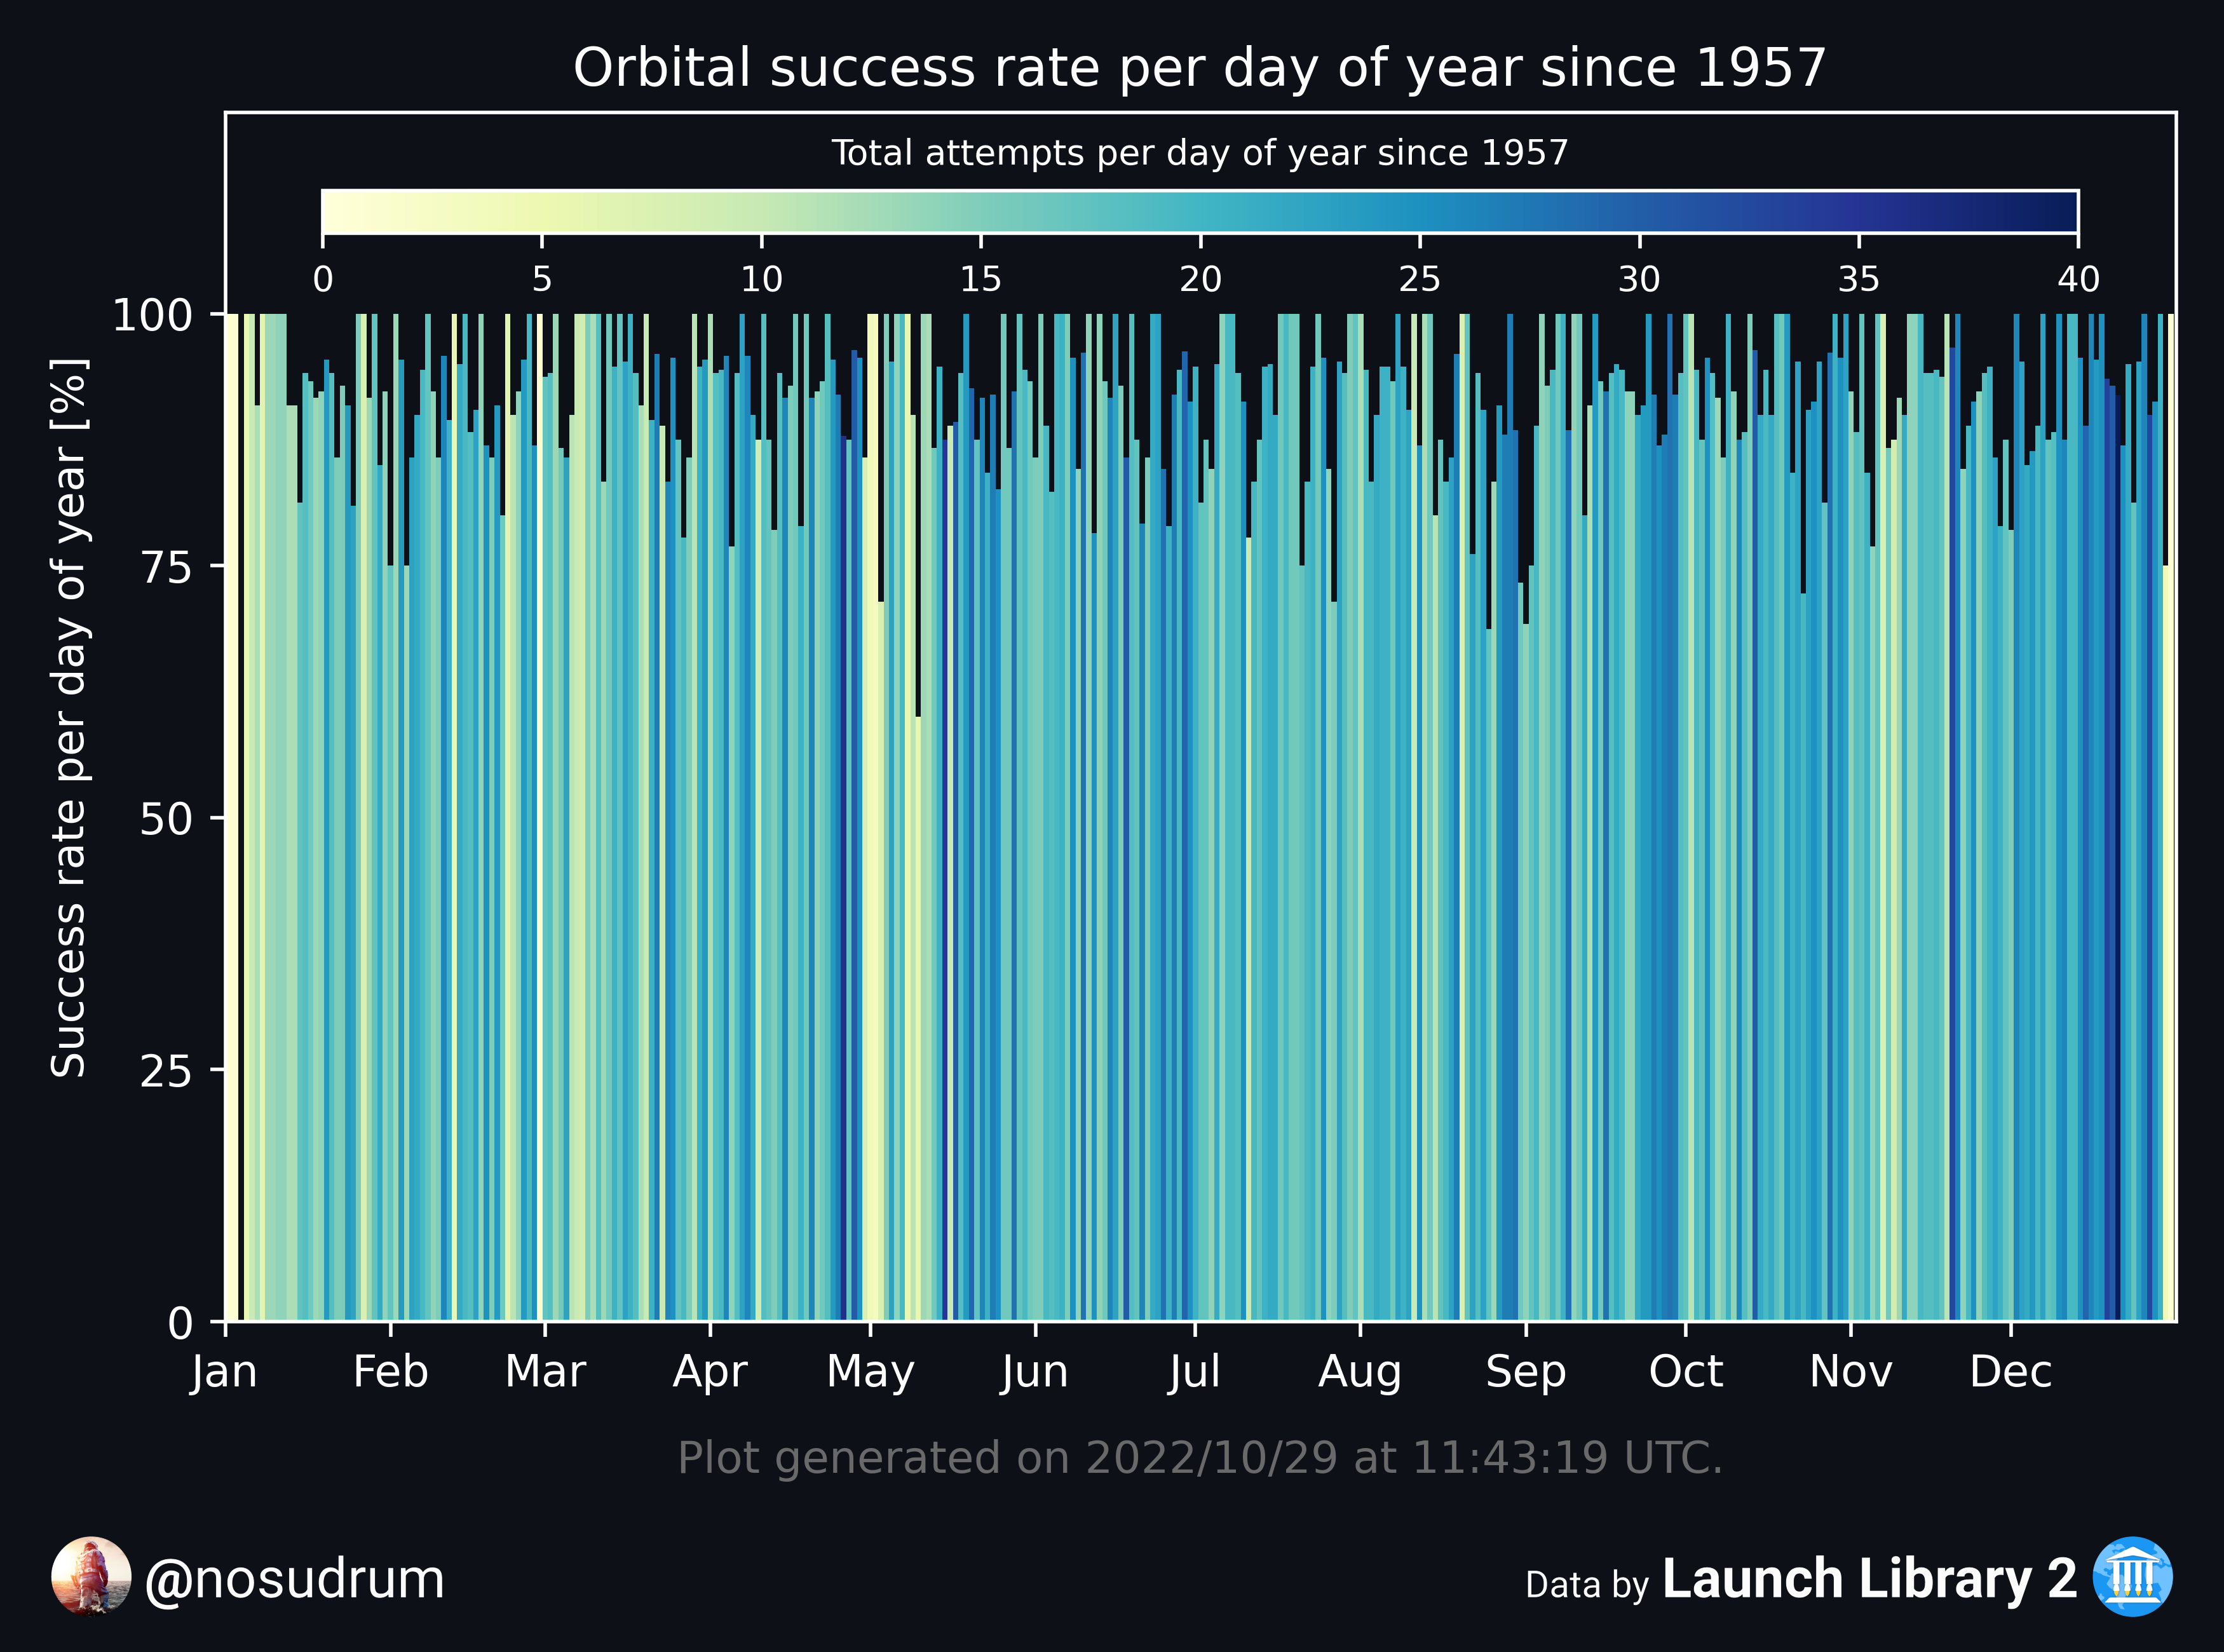 Orbital success rate per day of year since 1957
Total attempts per day of year since 1957
0 5 10 15 20 25 30 35 40
Success rate per day of year [%]
100
75
50
25
0
Jan Feb Mar Apr May Jun Jul Aug Sep Oct Nov Dec
Plot generated on 2022/10/29 at 11:43:19 UTC.
@nosudrum
Data by Launch Library 2